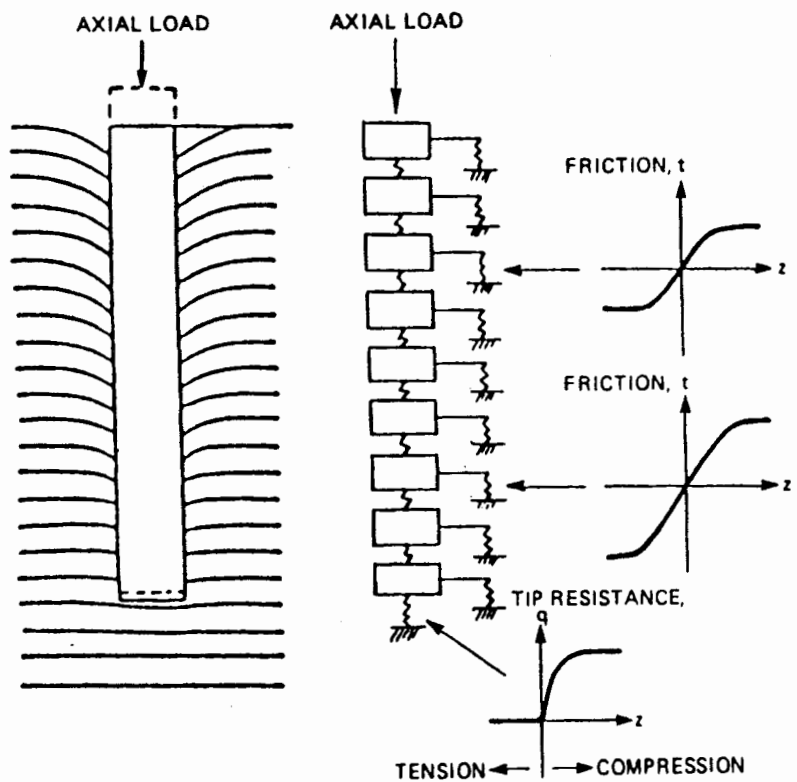 AXIAL LOAD
AXIAL LOAD
FRICTION, t
z
FRICTION, t
z
TIP RESISTANCE,
q
z
TENSION
COMPRESSION